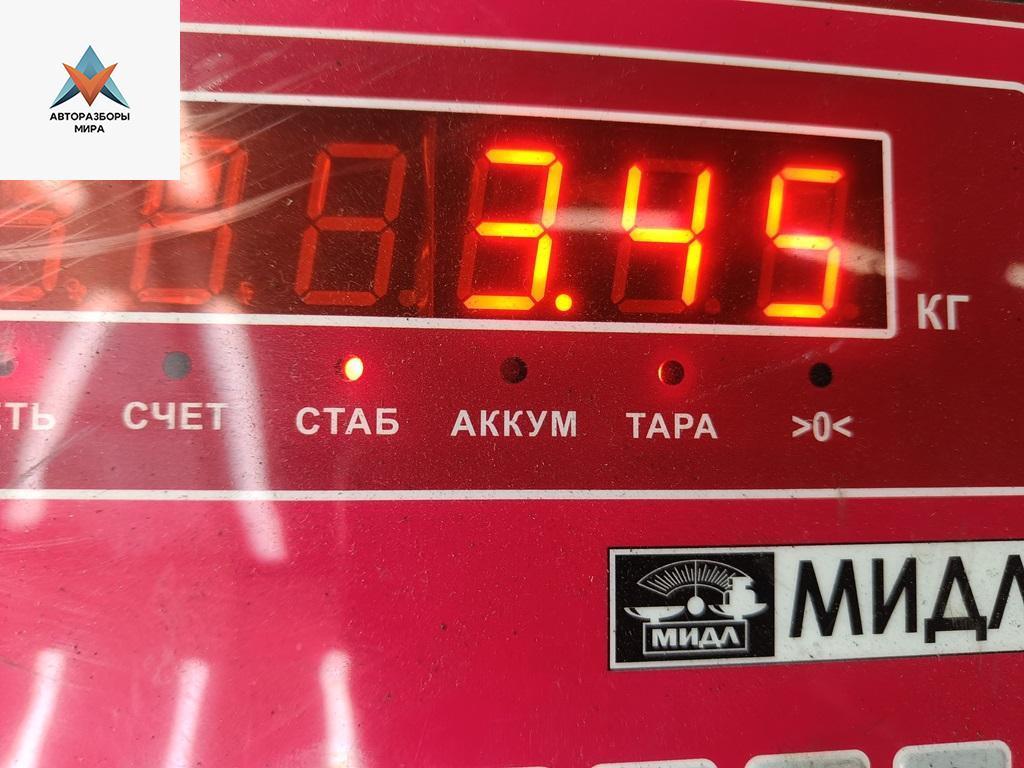 АВТОРАЗБОРЫ
МИРА
3.45
КГ
СЧЕТ СТАБ АККУМ ТАРА >0<
МИДЛ
МИДЛ